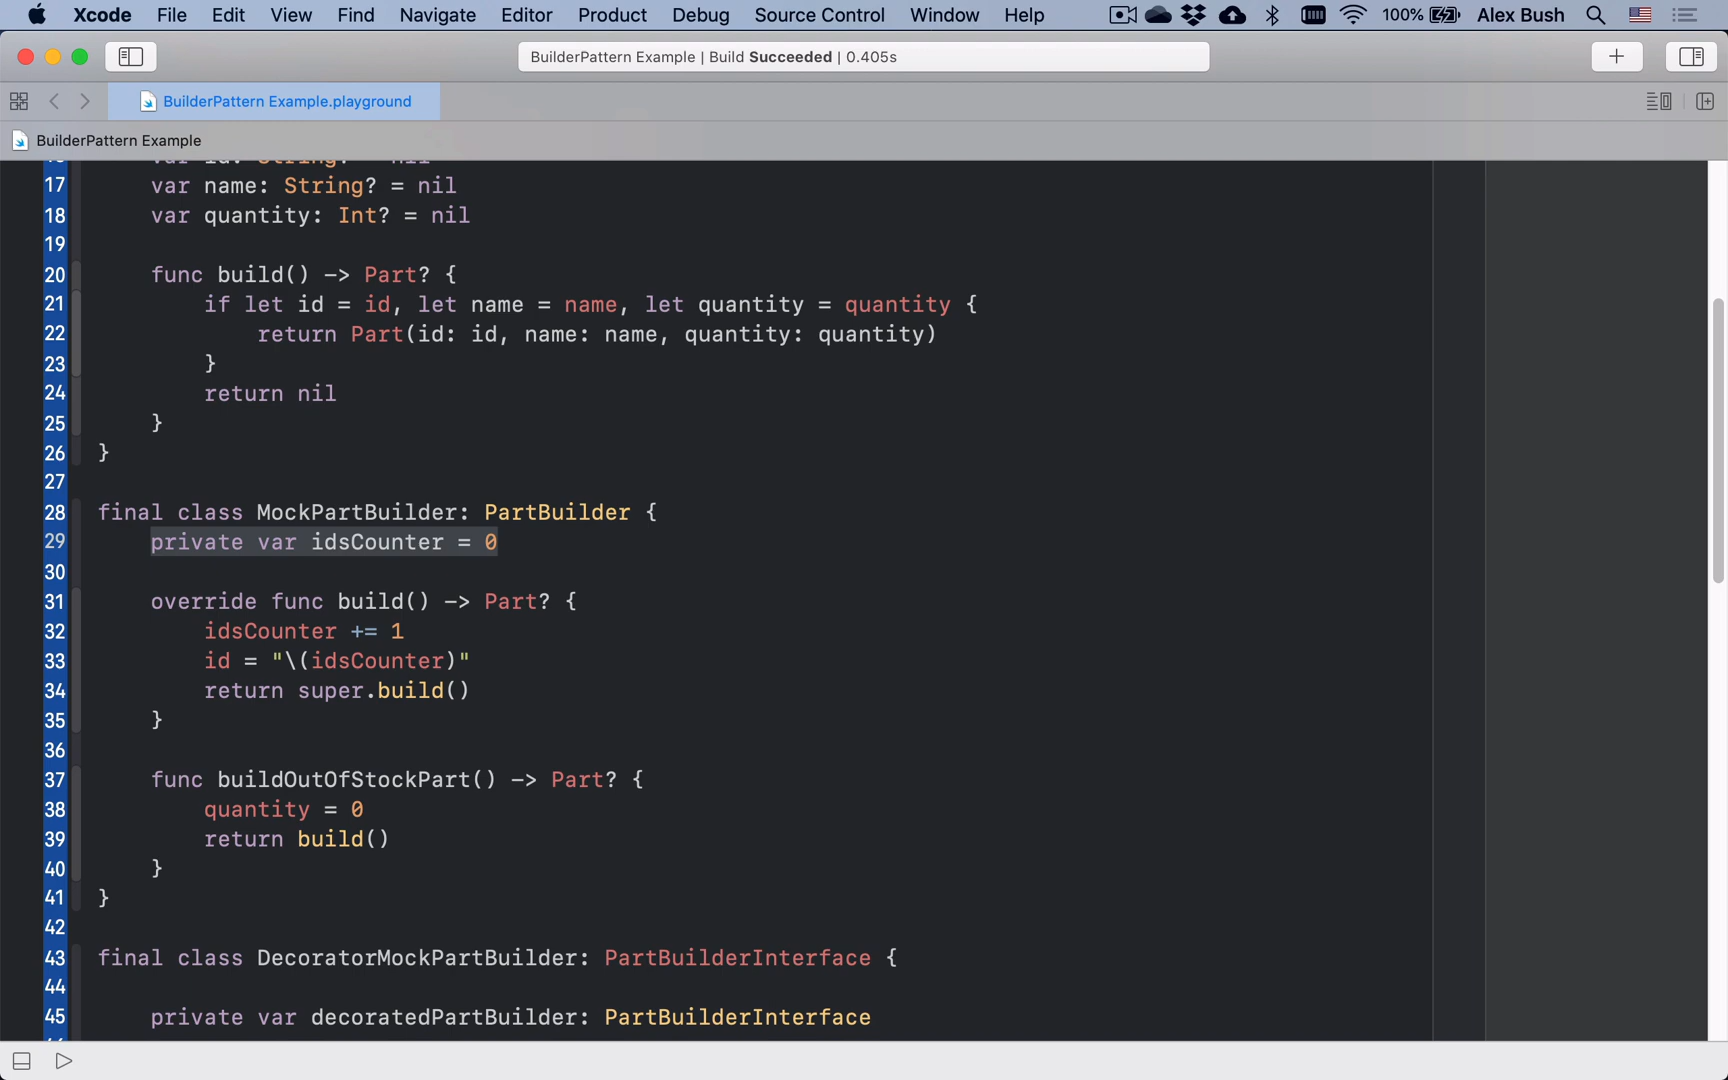 Xcode File Edit View Find Navigate Editor Product Debug Source Control Window Help 100% Alex Bush
BuilderPattern Example | Build Succeeded | 0.405s
BuilderPattern Example.playground
BuilderPattern Example
var id: String? = nil
17 var name: String? = nil
18 var quantity: Int? = nil
19
20 func build() -> Part? {
21 if let id = id, let name = name, let quantity = quantity {
22 return Part(id: id, name: name, quantity: quantity)
23 }
24 return nil
25 }
26 }
27
28 final class MockPartBuilder: PartBuilder {
29 private var idsCounter = 0
30
31 override func build() -> Part? {
32 idsCounter += 1
33 id = "\(idsCounter)"
34 return super.build()
35 }
36
37 func buildOutOfStockPart() -> Part? {
38 quantity = 0
39 return build()
40 }
41 }
42
43 final class DecoratorMockPartBuilder: PartBuilderInterface {
44
45 private var decoratedPartBuilder: PartBuilderInterface